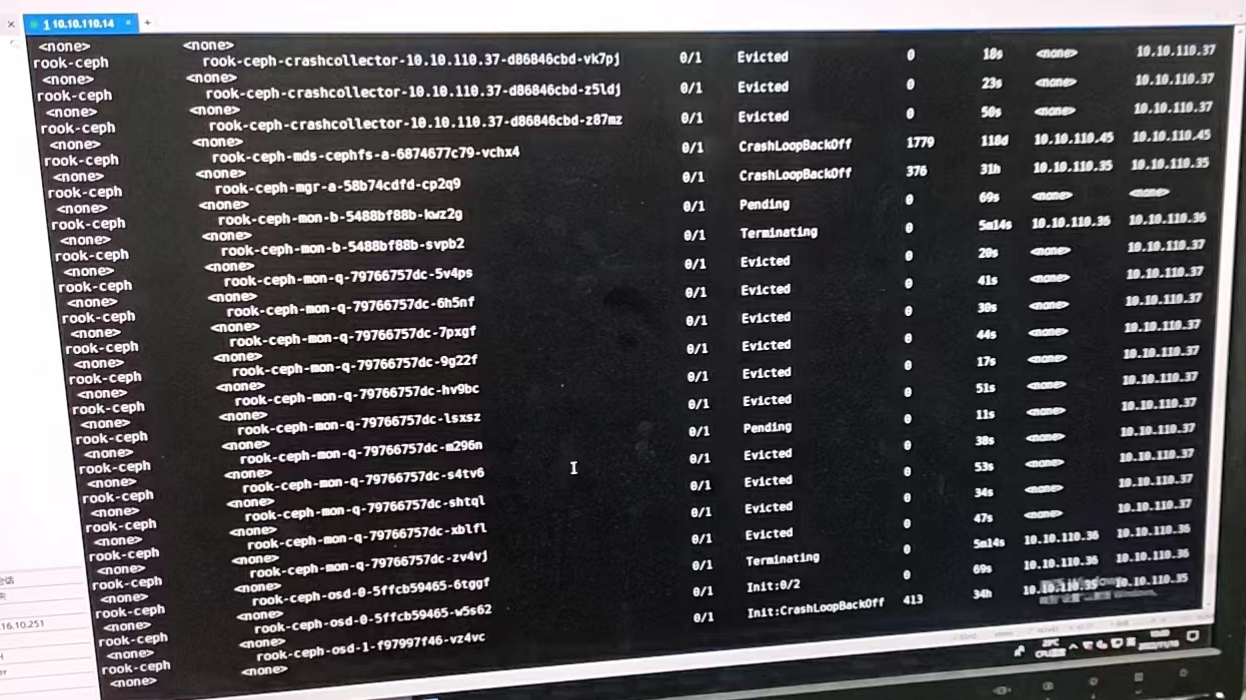 1 10.10.110.14
<none> <none>
rook-ceph rook-ceph-crashcollector-10.10.110.37-d86846cbd-vk7pj 0/1 Evicted 0 18s <none> 10.10.110.37
<none> <none>
rook-ceph rook-ceph-crashcollector-10.10.110.37-d86846cbd-z5ldj 0/1 Evicted 0 23s <none> 10.10.110.37
<none> <none>
rook-ceph rook-ceph-crashcollector-10.10.110.37-d86846cbd-z87mz 0/1 Evicted 0 50s <none> 10.10.110.37
<none> <none>
rook-ceph rook-ceph-mds-cephfs-a-6874677c79-vchx4 0/1 CrashLoopBackOff 1779 118d 10.10.110.45 10.10.110.45
<none> <none>
rook-ceph rook-ceph-mgr-a-58b74cdfd-cp2q9 0/1 CrashLoopBackOff 376 31h 10.10.110.35 10.10.110.35
<none> <none>
rook-ceph rook-ceph-mon-b-5488bf88b-kwz2g 0/1 Pending 0 69s <none> <none>
<none> <none>
rook-ceph rook-ceph-mon-b-5488bf88b-svpb2 0/1 Terminating 0 5m14s 10.10.110.36 10.10.110.36
<none> <none>
rook-ceph rook-ceph-mon-q-79766757dc-5v4ps 0/1 Evicted 0 20s <none> 10.10.110.37
<none> <none>
rook-ceph rook-ceph-mon-q-79766757dc-6h5nf 0/1 Evicted 0 41s <none> 10.10.110.37
<none> <none>
rook-ceph rook-ceph-mon-q-79766757dc-7pxgf 0/1 Evicted 0 30s <none> 10.10.110.37
<none> <none>
rook-ceph rook-ceph-mon-q-79766757dc-9g22f 0/1 Evicted 0 44s <none> 10.10.110.37
<none> <none>
rook-ceph rook-ceph-mon-q-79766757dc-hv9bc 0/1 Evicted 0 17s <none> 10.10.110.37
<none> <none>
rook-ceph rook-ceph-mon-q-79766757dc-lsxsz 0/1 Evicted 0 51s <none> 10.10.110.37
<none> <none>
rook-ceph rook-ceph-mon-q-79766757dc-m296n 0/1 Pending 0 11s <none> 10.10.110.37
<none> <none>
rook-ceph rook-ceph-mon-q-79766757dc-s4tv6 0/1 Evicted 0 38s <none> 10.10.110.37
<none> <none>
rook-ceph rook-ceph-mon-q-79766757dc-shtql 0/1 Evicted 0 53s <none> 10.10.110.37
<none> <none>
rook-ceph rook-ceph-mon-q-79766757dc-xblfl 0/1 Evicted 0 34s <none> 10.10.110.37
<none> <none>
rook-ceph rook-ceph-mon-q-79766757dc-zv4vj 0/1 Evicted 0 47s <none> 10.10.110.37
<none> <none>
rook-ceph rook-ceph-osd-0-5ffcb59465-6tggf 0/1 Terminating 0 5m14s 10.10.110.36 10.10.110.36
<none> <none>
rook-ceph rook-ceph-osd-0-5ffcb59465-w5s62 0/1 Init:0/2 0 69s 10.10.110.36 10.10.110.36
<none> <none>
rook-ceph rook-ceph-osd-1-f97997f46-vz4vc 0/1 Init:CrashLoopBackOff 413 34h 10.10.110.35 10.10.110.35
<none> <none>
16.10.251